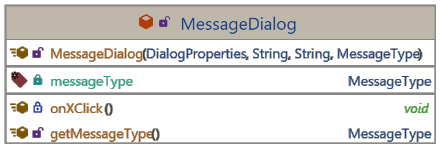 MessageDialog
MessageDialog(DialogProperties, String, String, MessageType)
messageType MessageType
onXClick() void
getMessageType() MessageType